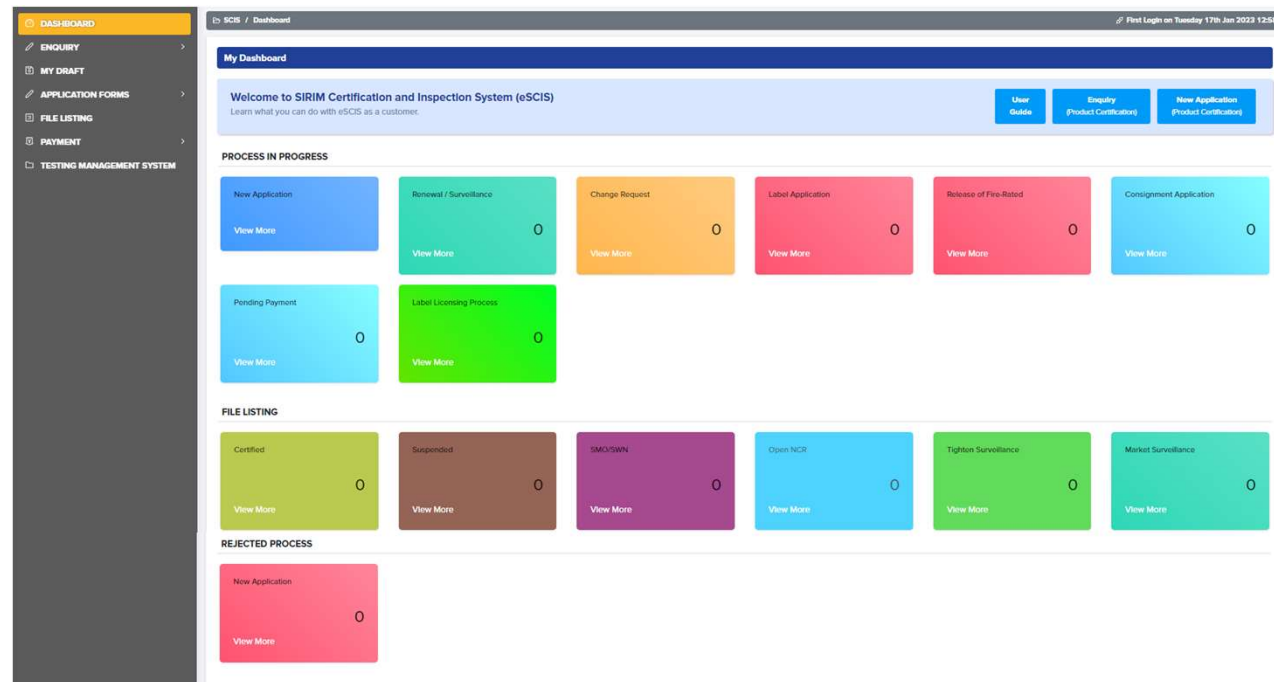 DASHBOARD
ENQUIRY
MY DRAFT
APPLICATION FORMS
FILE LISTING
PAYMENT
TESTING MANAGEMENT SYSTEM
SCIS / Dashboard
First Login on Tuesday 17th Jan 2023 12:5
My Dashboard
Welcome to SIRIM Certification and Inspection System (eSCIS)
Learn what you can do with eSCIS as a customer.
User
Guide
Enquiry
(Product Certification)
New Application
(Product Certification)
PROCESS IN PROGRESS
New Application
View More
Renewal / Surveillance
0
View More
Change Request
0
View More
Label Application
0
View More
Release of Fire-Rated
0
View More
Consignment Application
0
View More
Pending Payment
0
View More
Label Licensing Process
0
View More
FILE LISTING
Certified
0
View More
Suspended
0
View More
SMO/SWN
0
View More
Open NCR
0
View More
Tighten Surveillance
0
View More
Market Surveillance
0
View More
REJECTED PROCESS
New Application
0
View More